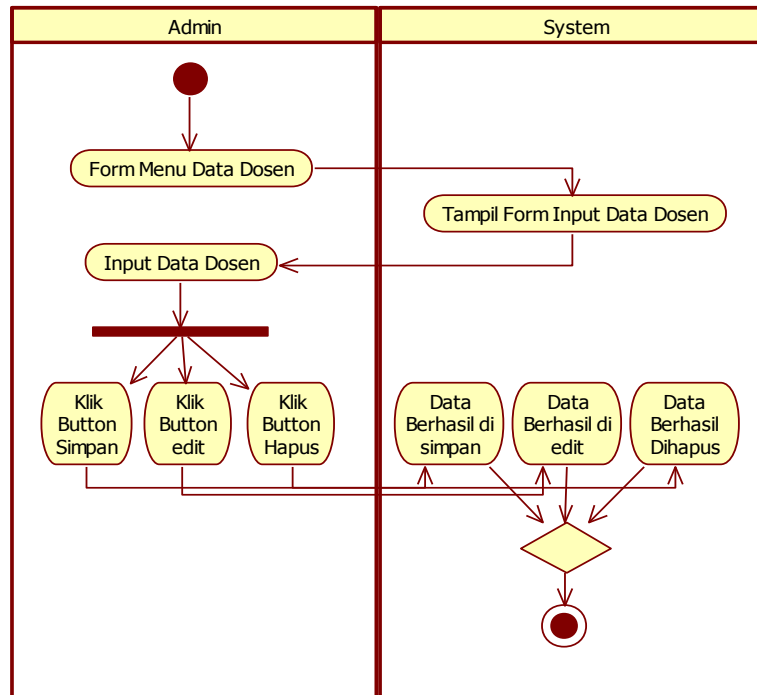 Admin
System
Form Menu Data Dosen
Tampil Form Input Data Dosen
Input Data Dosen
Klik
Button
Simpan
Klik
Button
edit
Klik
Button
Hapus
Data
Berhasil di
simpan
Data
Berhasil di
edit
Data
Berhasil
Dihapus